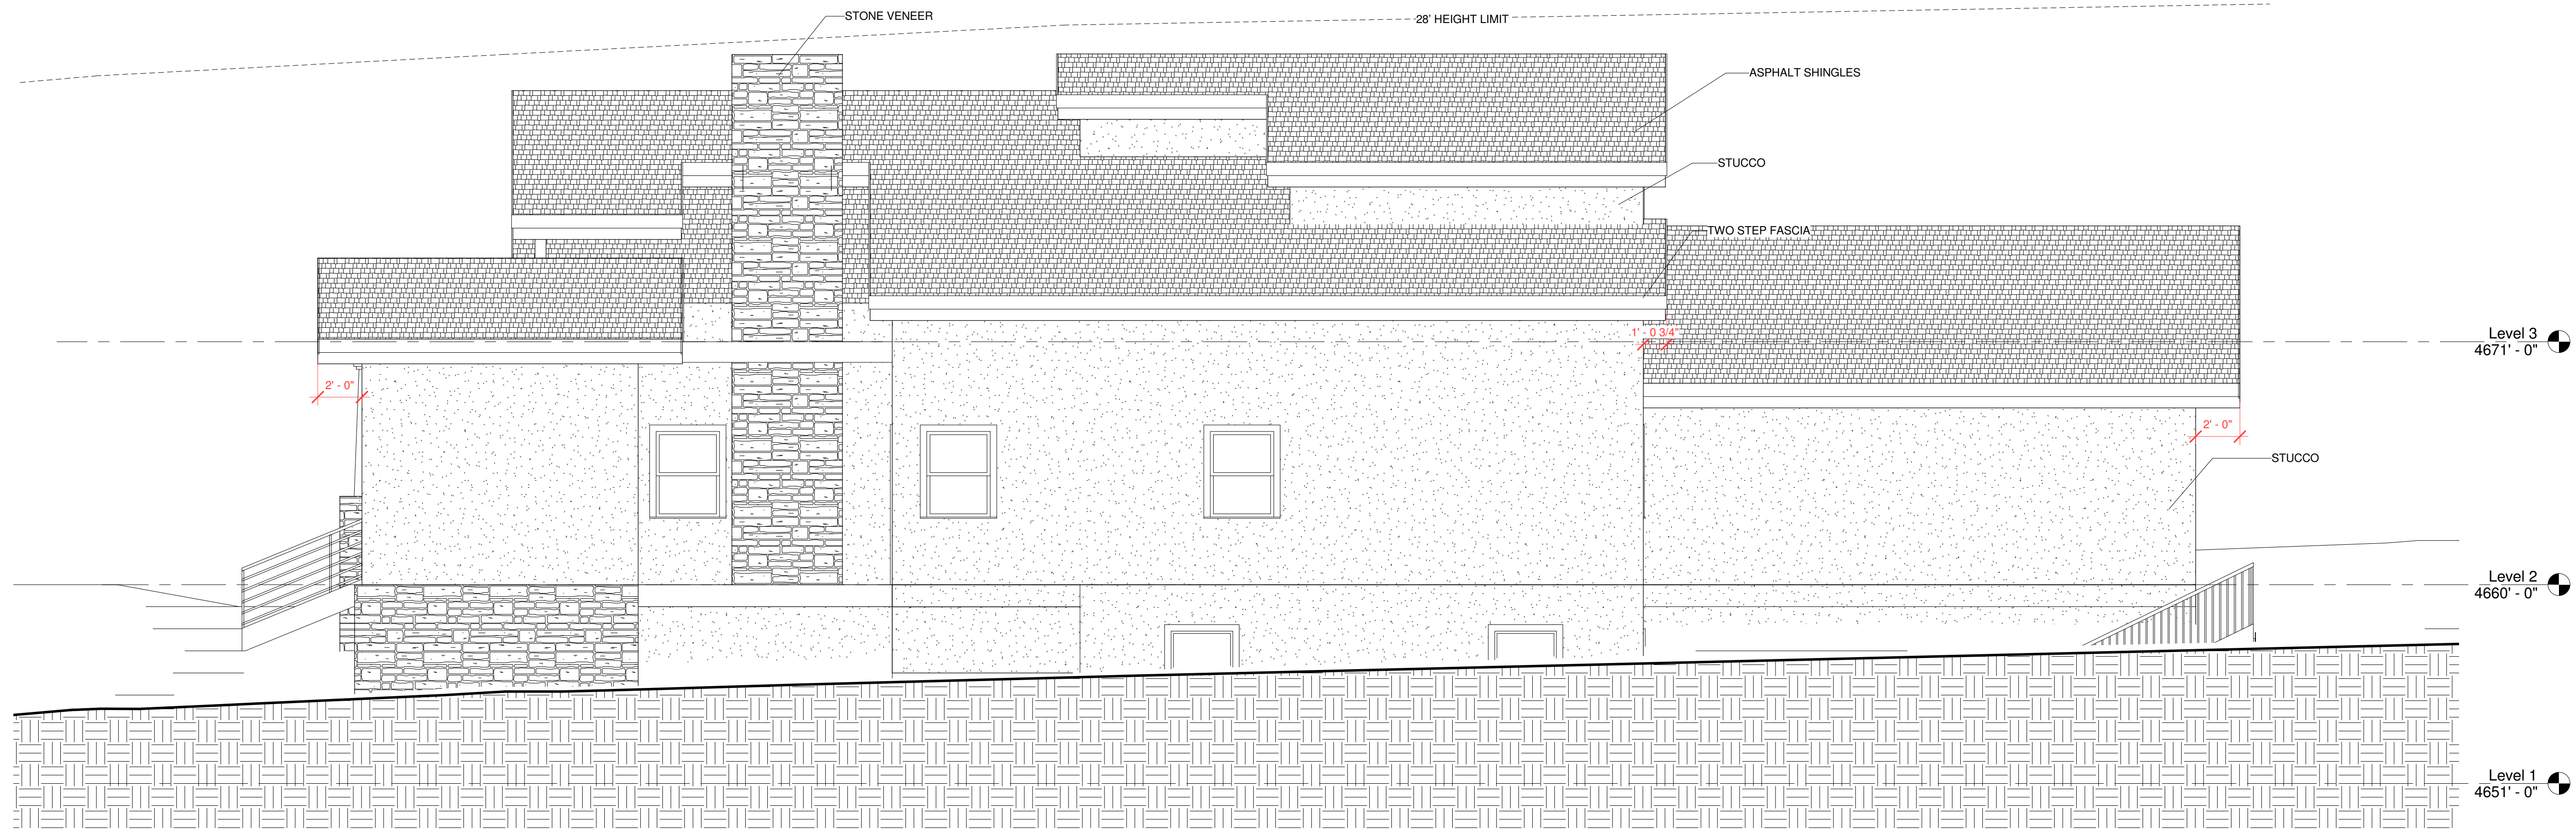 STONE VENEER
28' HEIGHT LIMIT
ASPHALT SHINGLES
STUCCO
TWO STEP FASCIA
1' - 0 3/4"
Level 3
4671' - 0"
2' - 0"
2' - 0"
STUCCO
Level 2
4660' - 0"
Level 1
4651' - 0"